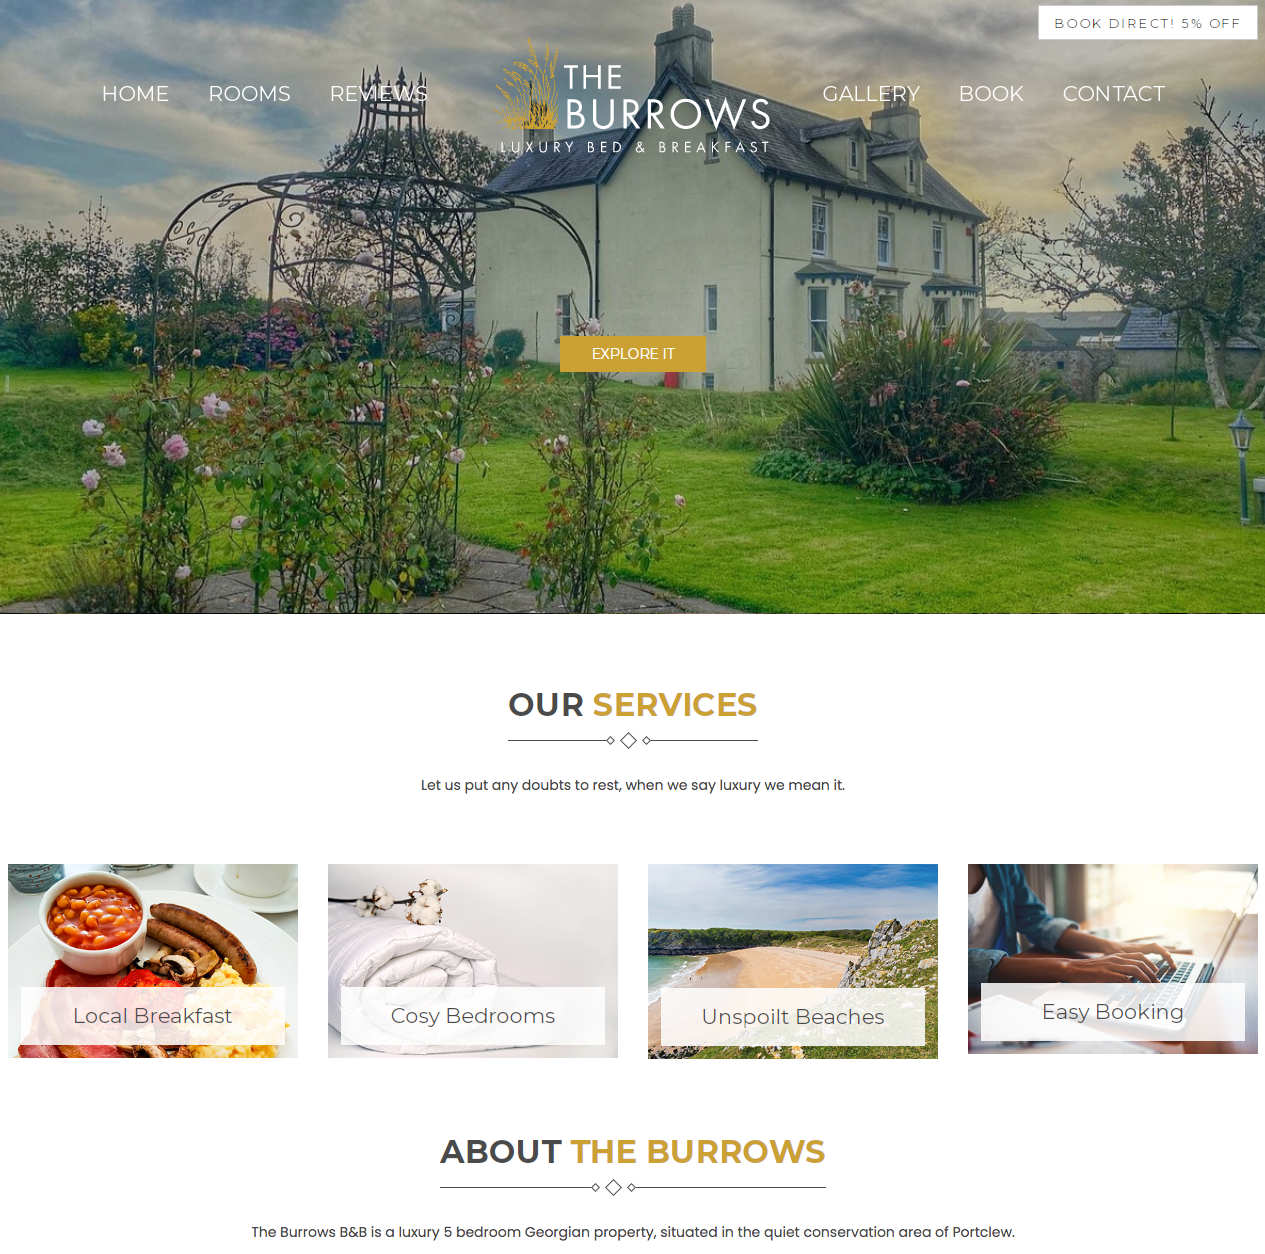 BOOK DIRECT! 5% OFF
HOME ROOMS REVIEWS
THE
BURROWS
LUXURY BED & BREAKFAST
GALLERY BOOK CONTACT
EXPLORE IT
OUR SERVICES
Let us put any doubts to rest, when we say luxury we mean it.
Local Breakfast
Cosy Bedrooms
Unspoilt Beaches
Easy Booking
ABOUT THE BURROWS
The Burrows B&B is a luxury 5 bedroom Georgian property, situated in the quiet conservation area of Portclew.